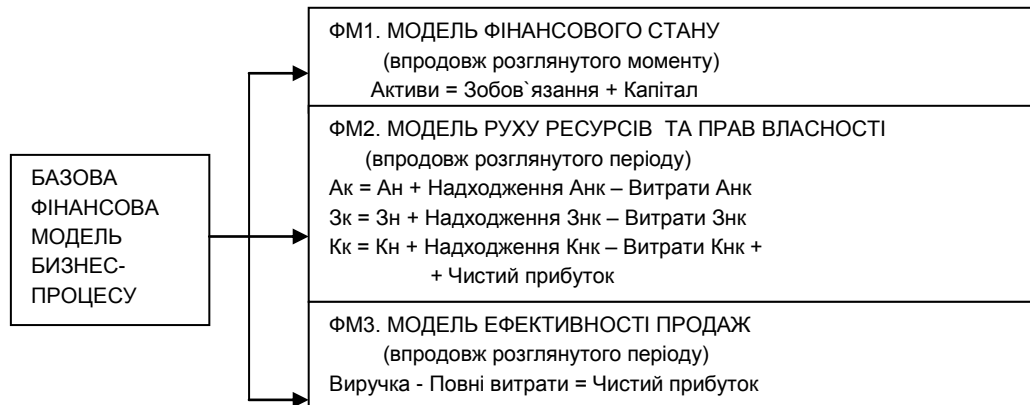 БАЗОВА
ФІНАНСОВА
МОДЕЛЬ
БИЗНЕС-
ПРОЦЕСУ
ФМ1. МОДЕЛЬ ФІНАНСОВОГО СТАНУ
(впродовж розглянутого моменту)
Активи = Зобов`язання + Капітал
ФМ2. МОДЕЛЬ РУХУ РЕСУРСІВ ТА ПРАВ ВЛАСНОСТІ
(впродовж розглянутого періоду)
Ак = Ан + Надходження Анк – Витрати Анк
Зк = Зн + Надходження Знк – Витрати Знк
Кк = Кн + Надходження Кнк – Витрати Кнк +
+ Чистий прибуток
ФМ3. МОДЕЛЬ ЕФЕКТИВНОСТІ ПРОДАЖ
(впродовж розглянутого періоду)
Виручка - Повні витрати = Чистий прибуток